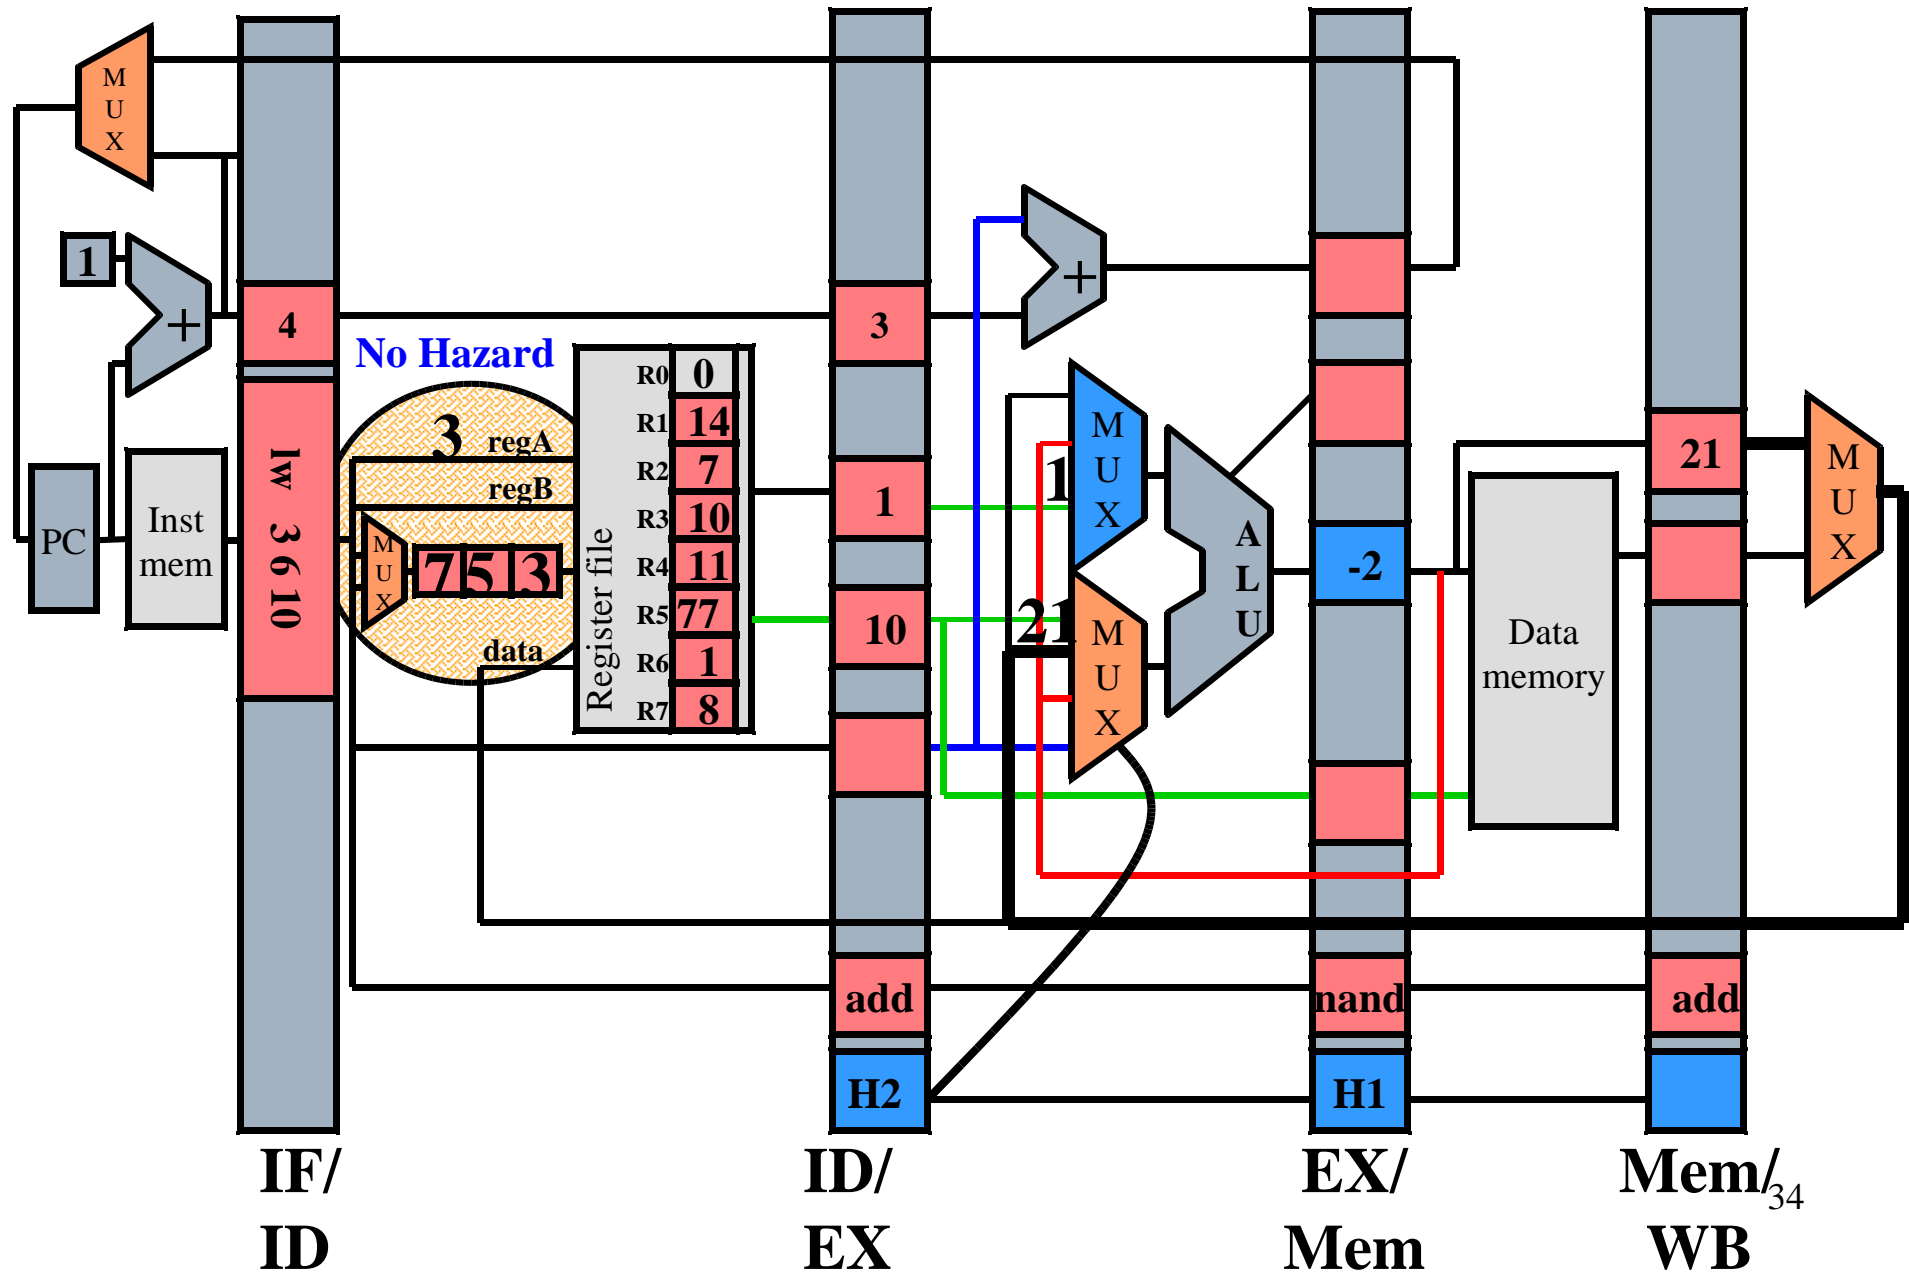 M
U
X
1
+
4
3
+
No Hazard
R0 0
R1 14
R2 7
R3 10
R4 11
R5 77
R6 1
R7 8
Register file
3 regA
regB
data
M
U
X
7 5 3
lw 3 6 10
PC
Inst
mem
1
10
1
21
M
U
X
M
U
X
A
L
U
-2
21
Data
memory
M
U
X
add
nand
add
H2
H1
IF/
ID
ID/
EX
EX/
Mem
Mem/
WB
34